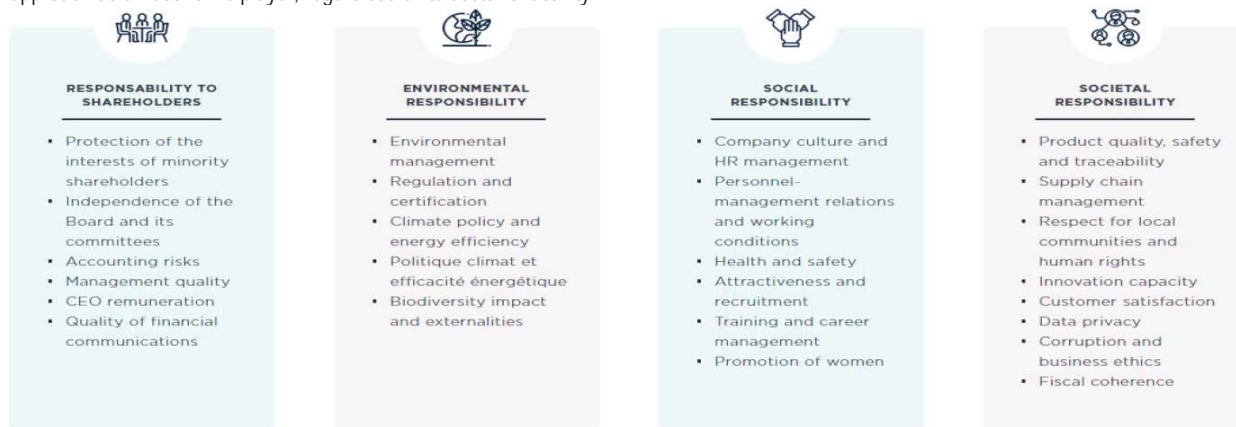 RESPONSABILITY TO
SHAREHOLDERS
• Protection of the
interests of minority
shareholders
• Independence of the
Board and its
committees
• Accounting risks
• Management quality
• CEO remuneration
• Quality of financial
communications
ENVIRONMENTAL
RESPONSIBILITY
• Environmental
management
• Regulation and
certification
• Climate policy and
energy efficiency
• Politique climat et
efficacité énergétique
• Biodiversity impact
and externalities
SOCIAL
RESPONSIBILITY
• Company culture and
HR management
• Personnel-
management relations
and working
conditions
• Health and safety
• Attractiveness and
recruitment
• Training and career
management
• Promotion of women
SOCIETAL
RESPONSIBILITY
• Product quality, safety
and traceability
• Supply chain
management
• Respect for local
communities and
human rights
• Innovation capacity
• Customer satisfaction
• Data privacy
• Corruption and
business ethics
• Fiscal coherence